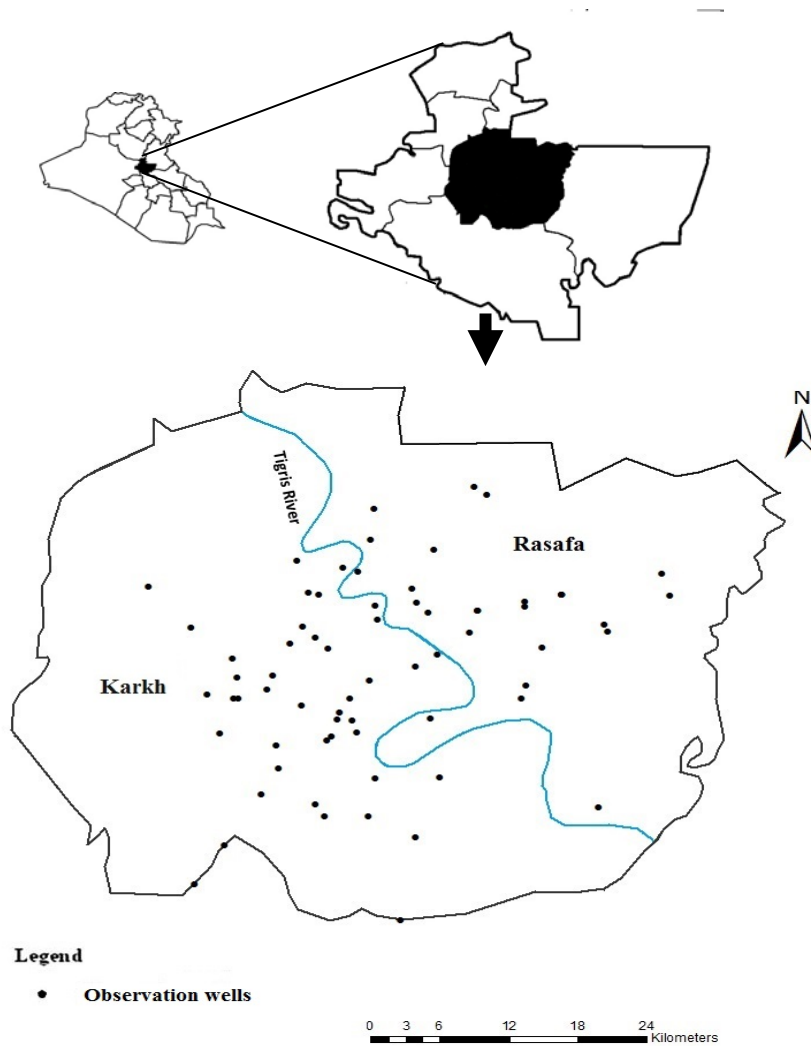 N
Tigris River
Rasafa
Karkh
Legend
Observation wells
0 3 6 12 18 24
Kilometers